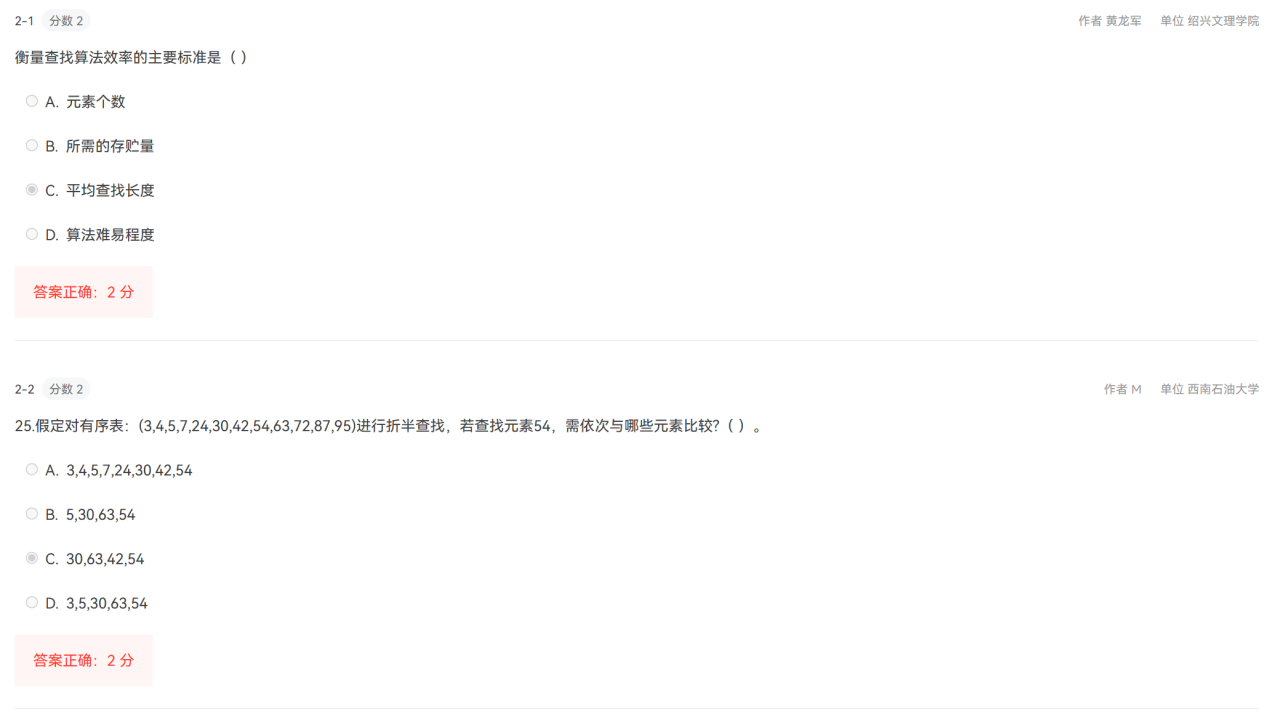 2-1 分数 2 作者 黄龙军 单位 绍兴文理学院
衡量查找算法效率的主要标准是（ ）
A. 元素个数
B. 所需的存贮量
C. 平均查找长度
D. 算法难易程度
答案正确：2 分
2-2 分数 2 作者 M 单位 西南石油大学
25.假定对有序表：(3,4,5,7,24,30,42,54,63,72,87,95)进行折半查找，若查找元素54，需依次与哪些元素比较?（ ）。
A. 3,4,5,7,24,30,42,54
B. 5,30,63,54
C. 30,63,42,54
D. 3,5,30,63,54
答案正确：2 分